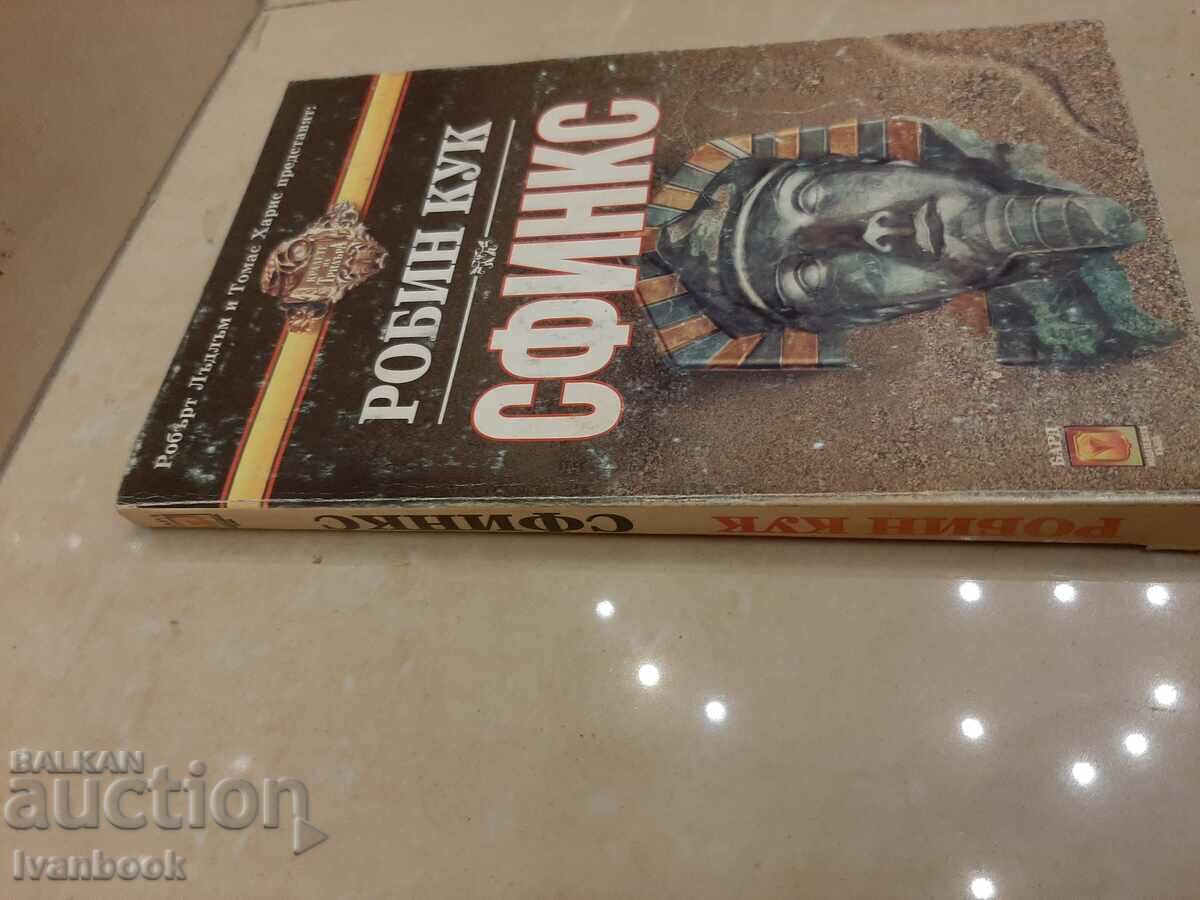 Робърт Лъдлъм и Томас Харис представят:
РОБИН КУК
СФИНКС
БАРД
РОБИН КУК
СФИНКС
BALKAN
auction
Ivanbook